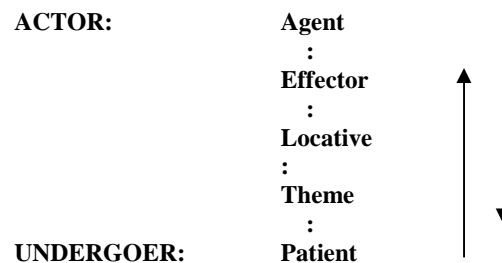 ACTOR: Agent
:
Effector
:
Locative
:
Theme
:
UNDERGOER: Patient